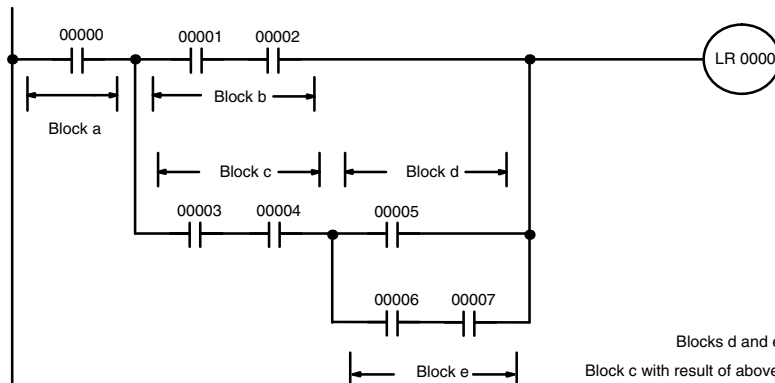 00000 00001 00002
LR 0000
Block a
Block b
Block c Block d
00003 00004 00005
00006 00007
Blocks d and e
Block c with result of above
Block e